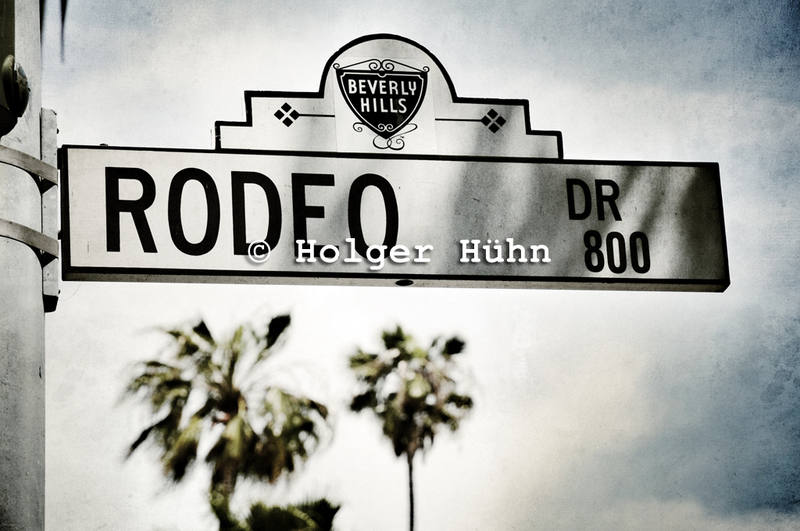 BEVERLY
HILLS
RODEO DR
800
© Holger Hühn